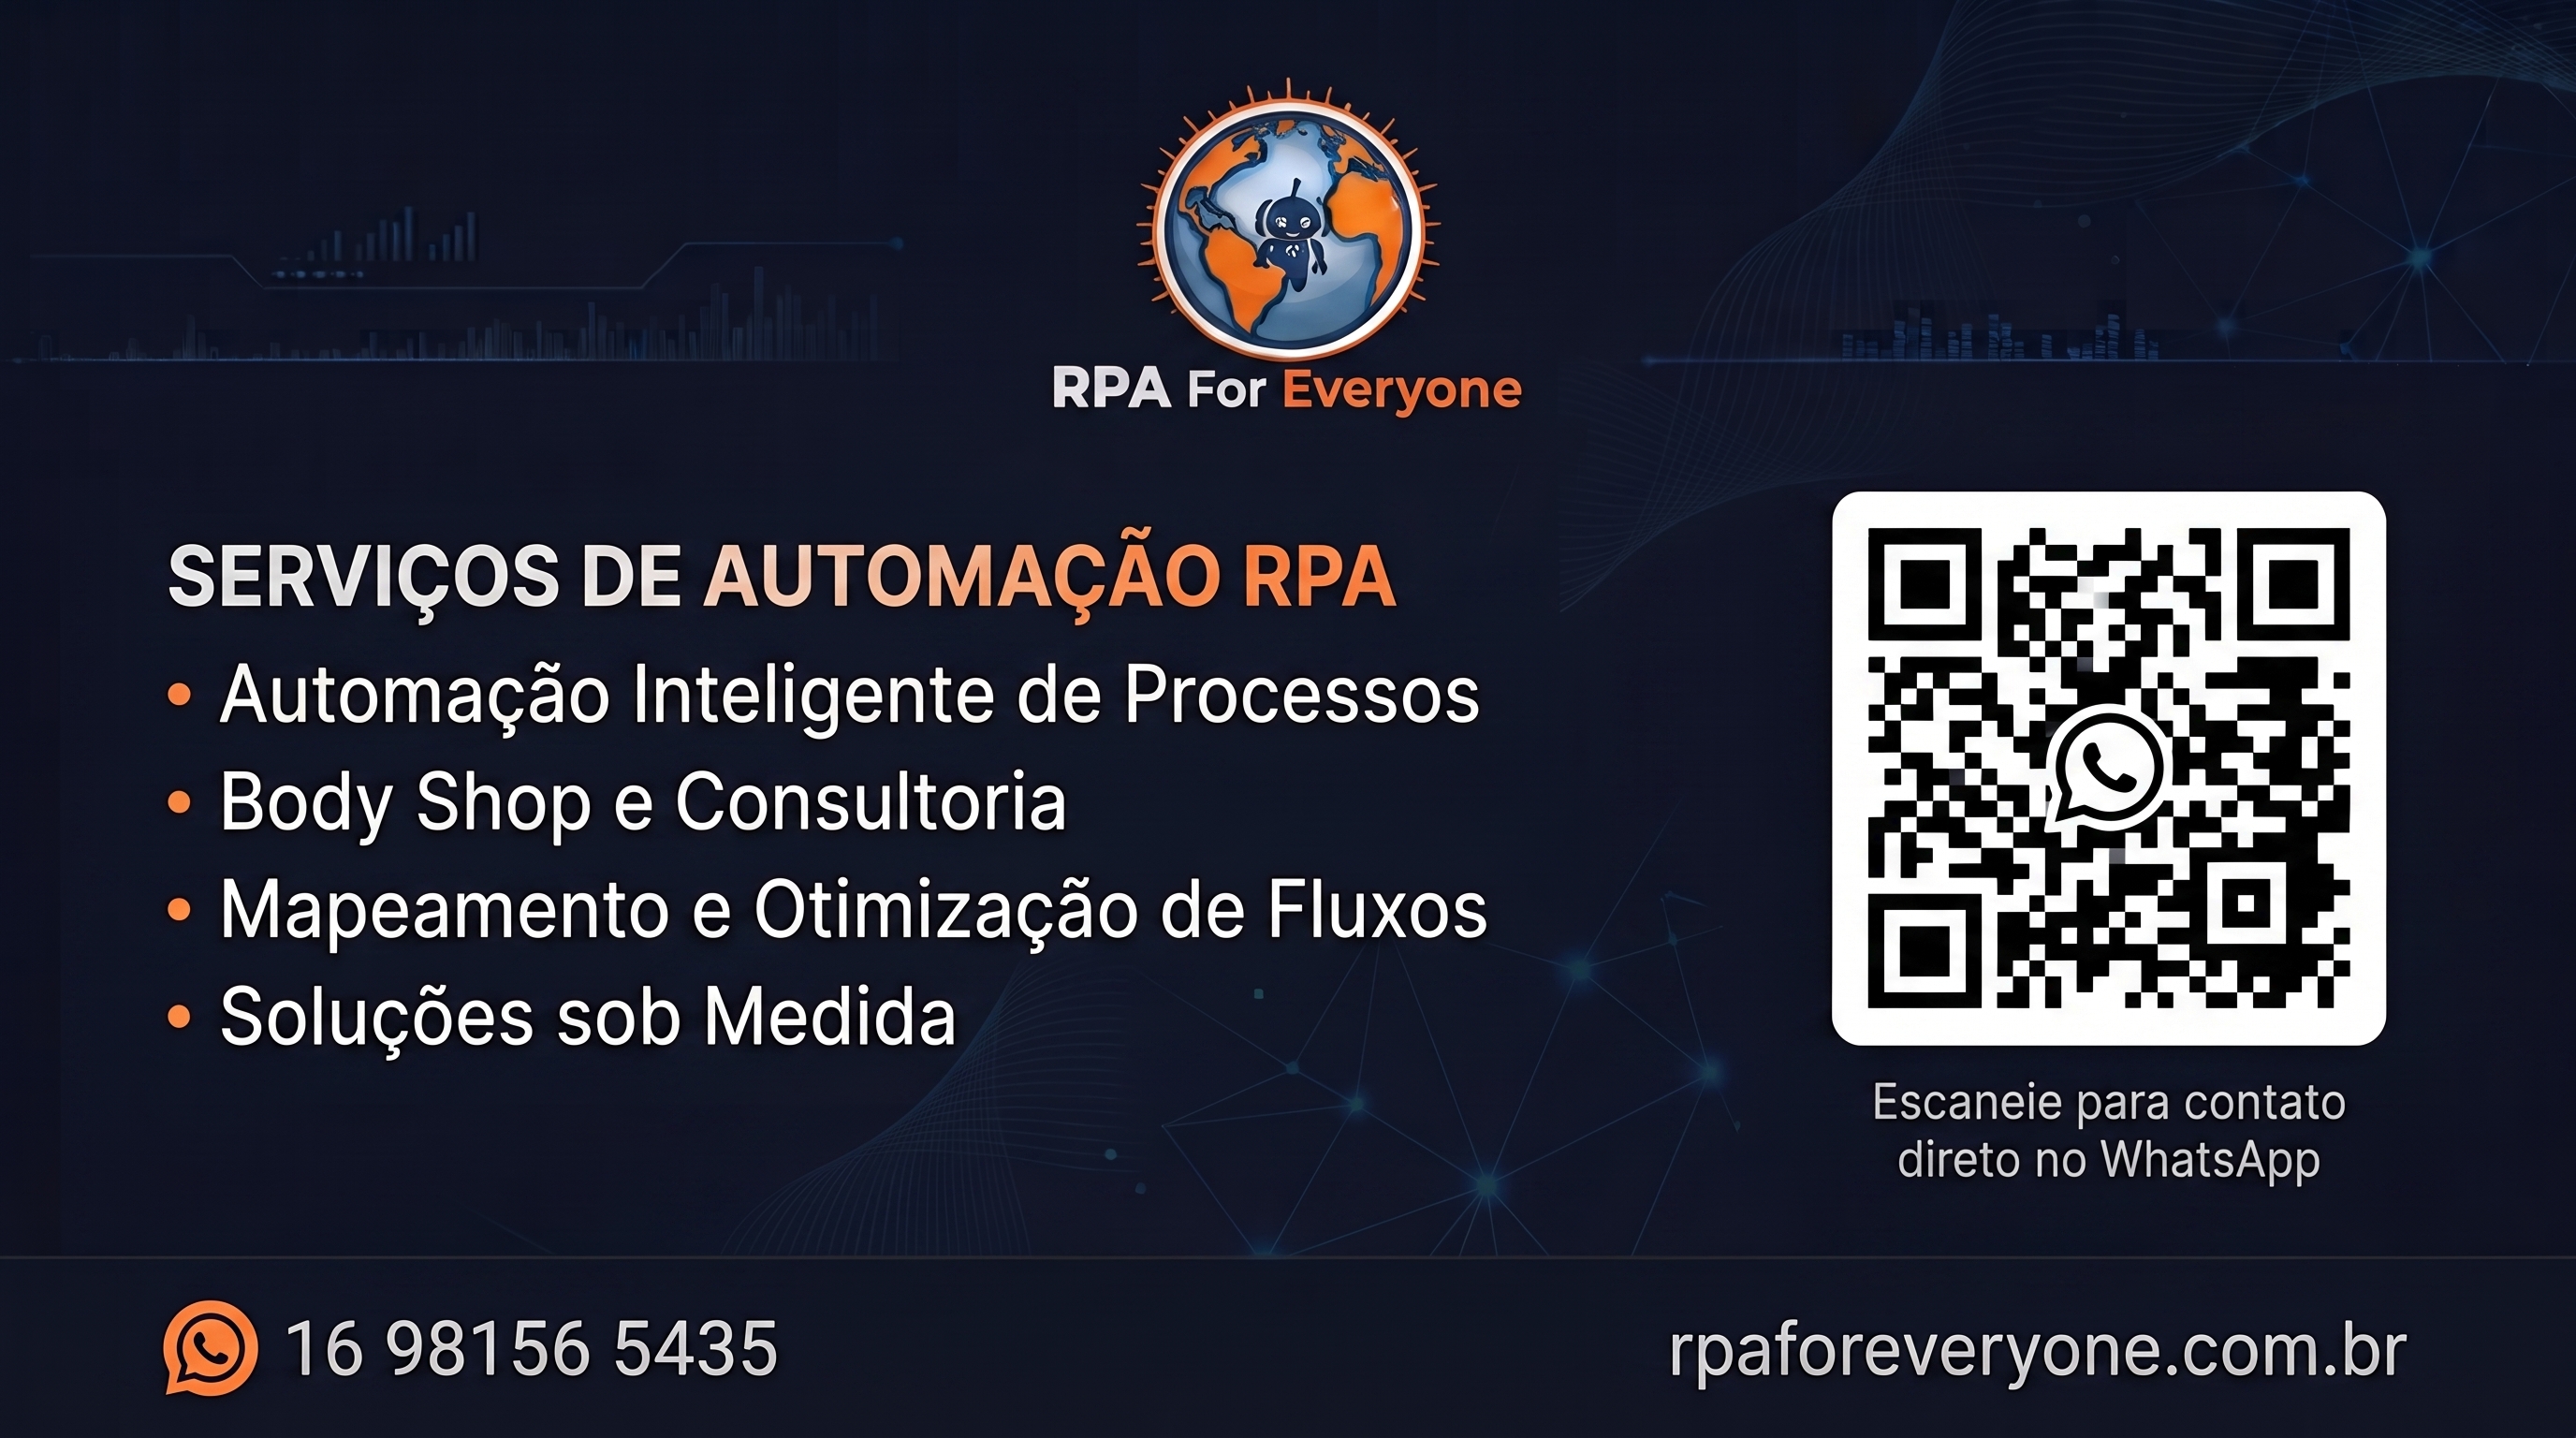 RPA For Everyone
SERVIÇOS DE AUTOMAÇÃO RPA
• Automação Inteligente de Processos
• Body Shop e Consultoria
• Mapeamento e Otimização de Fluxos
• Soluções sob Medida
Escaneie para contato
direto no WhatsApp
16 98156 5435
rpaforeveryone.com.br